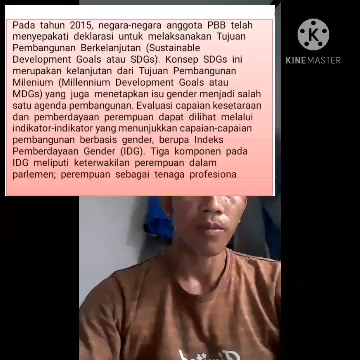 Pada tahun 2015, negara-negara anggota PBB telah
menyepakati deklarasi untuk melaksanakan Tujuan
Pembangunan Berkelanjutan (Sustainable
Development Goals atau SDGs). Konsep SDGs ini
merupakan kelanjutan dari Tujuan Pembangunan
Milenium (Millennium Development Goals atau
MDGs) yang juga menetapkan isu gender menjadi salah
satu agenda pembangunan. Evaluasi capaian kesetaraan
dan pemberdayaan perempuan dapat dilihat melalui
indikator-indikator yang menunjukkan capaian-capaian
pembangunan berbasis gender, berupa Indeks
Pemberdayaan Gender (IDG). Tiga komponen pada
IDG meliputi keterwakilan perempuan dalam
parlemen; perempuan sebagai tenaga profesiona
KINEMASTER